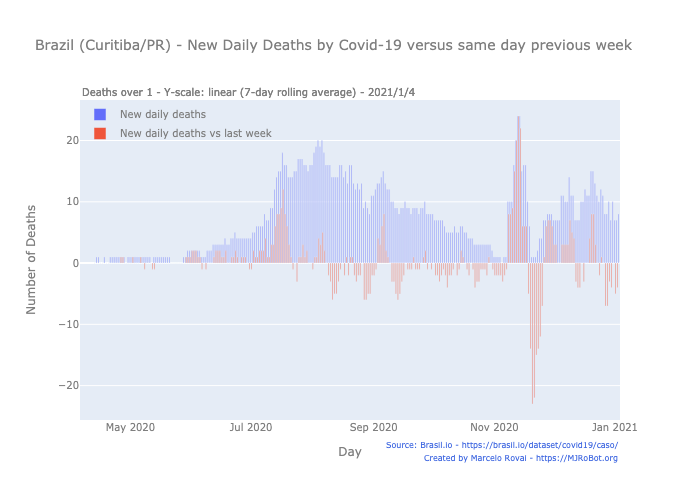 Brazil (Curitiba/PR) - New Daily Deaths by Covid-19 versus same day previous week
Deaths over 1 - Y-scale: linear (7-day rolling average) - 2021/1/4
New daily deaths
New daily deaths vs last week
20
10
0
−10
−20
Number of Deaths
May 2020
Jul 2020
Sep 2020
Nov 2020
Jan 2021
Day
Source: Brasil.io - https://brasil.io/dataset/covid19/caso/
Created by Marcelo Rovai - https://MJRoBot.org